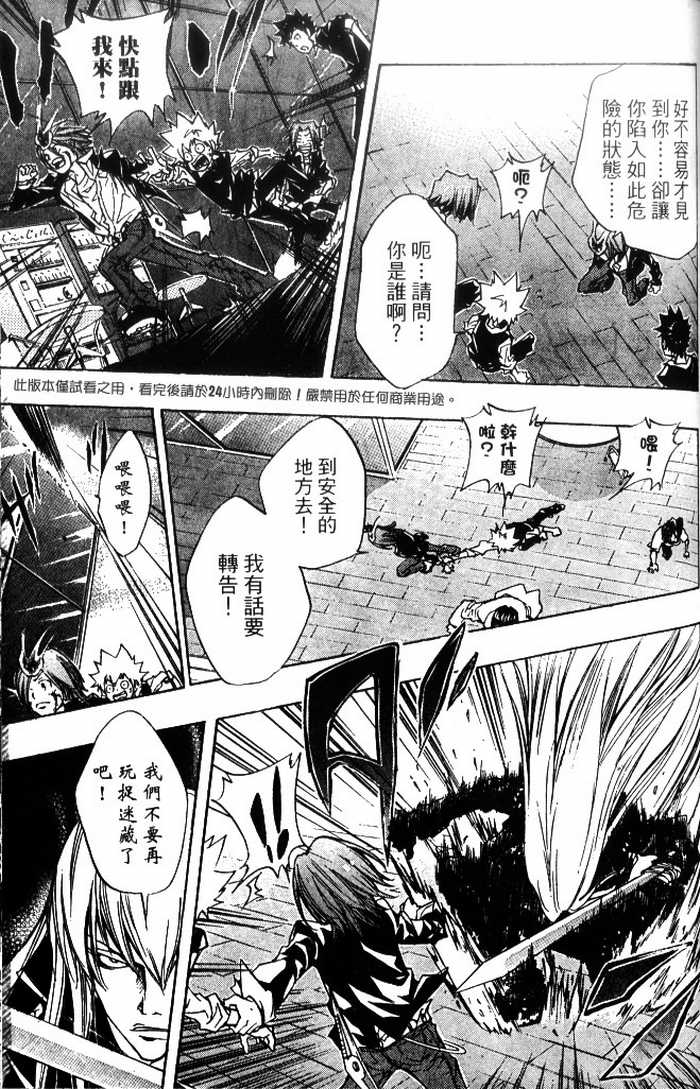 好不容易才見
到你……卻讓
你陷入如此危
險的狀態……
呃？
呃…請問…
你是誰啊？
快點跟
我來！
此版本僅試看之用，看完後請於24小時內刪除！嚴禁用於任何商業用途。
喂！
幹什麼
啦？
到安全的
地方去！
我有話要
轉告！
喂喂喂！
！！
我們不要再
玩捉迷藏了
吧！